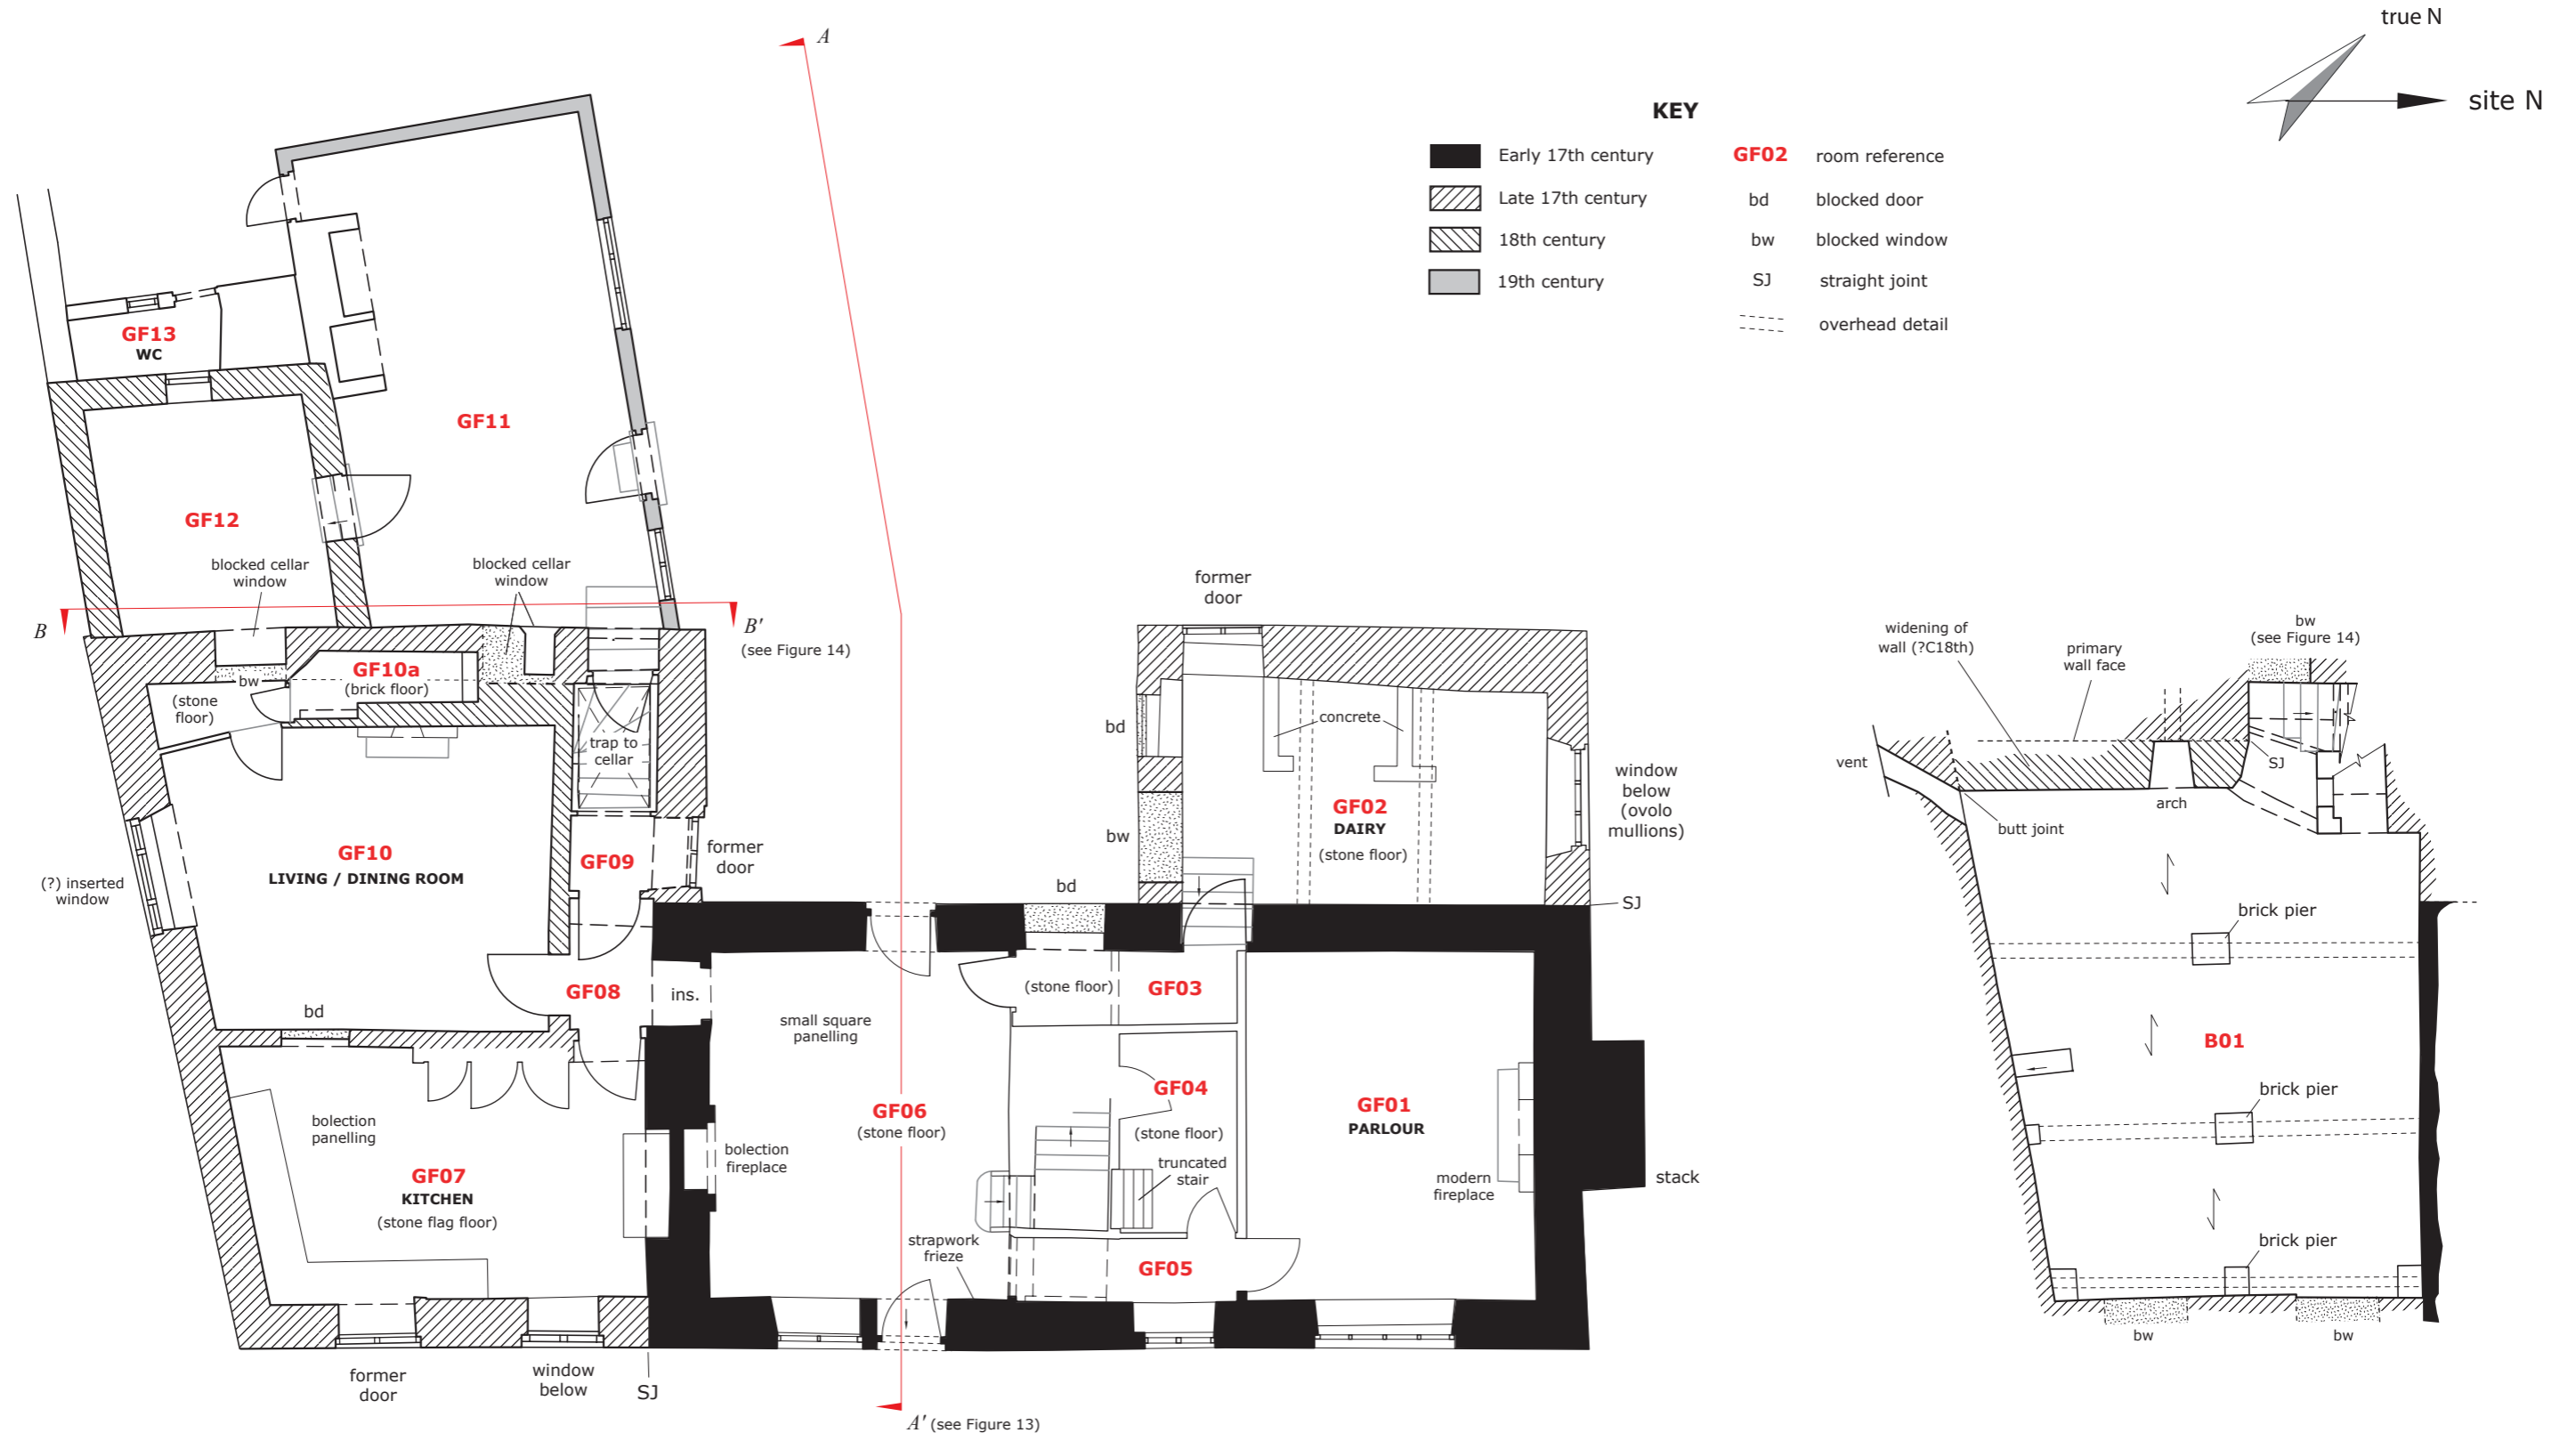 true N
site N
A
KEY
Early 17th century
Late 17th century
18th century
19th century
GF02 room reference
bd blocked door
bw blocked window
SJ straight joint
overhead detail
GF13
WC
GF11
GF12
blocked cellar
window
blocked cellar
window
B
B'
(see Figure 14)
GF10a
(brick floor)
bw
(stone
floor)
trap to
cellar
GF10
LIVING / DINING ROOM
GF09
former
door
(?) inserted
window
GF08
ins.
bd
bolection
panelling
GF07
KITCHEN
(stone flag floor)
former
door
window
below
SJ
small square
panelling
GF06
(stone floor)
bolection
fireplace
strapwork
frieze
A' (see Figure 13)
former
door
bd
bw
bd
concrete
GF02
DAIRY
(stone floor)
window
below
(ovolo
mullions)
SJ
(stone floor)
GF03
GF04
(stone floor)
truncated
stair
GF05
GF01
PARLOUR
modern
fireplace
stack
widening of
wall (?C18th)
primary
wall face
bw
(see Figure 14)
vent
SJ
arch
butt joint
brick pier
B01
brick pier
brick pier
bw
bw